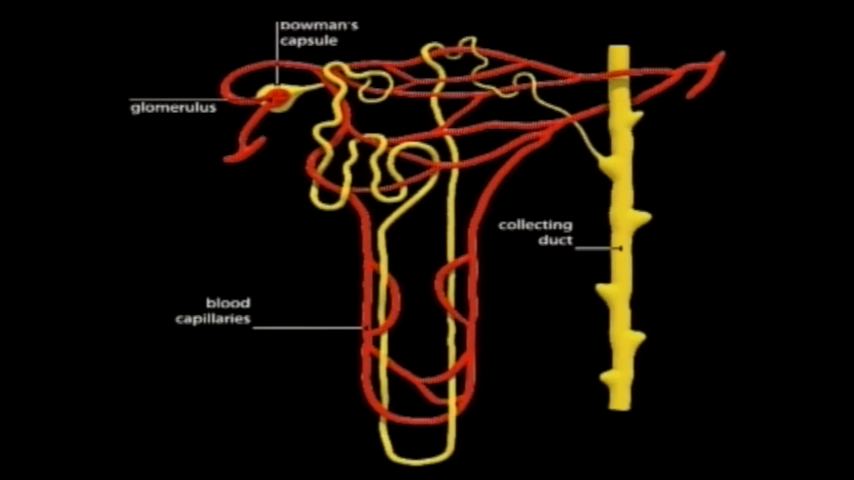 bowman's
capsule
glomerulus
collecting
duct
blood
capillaries